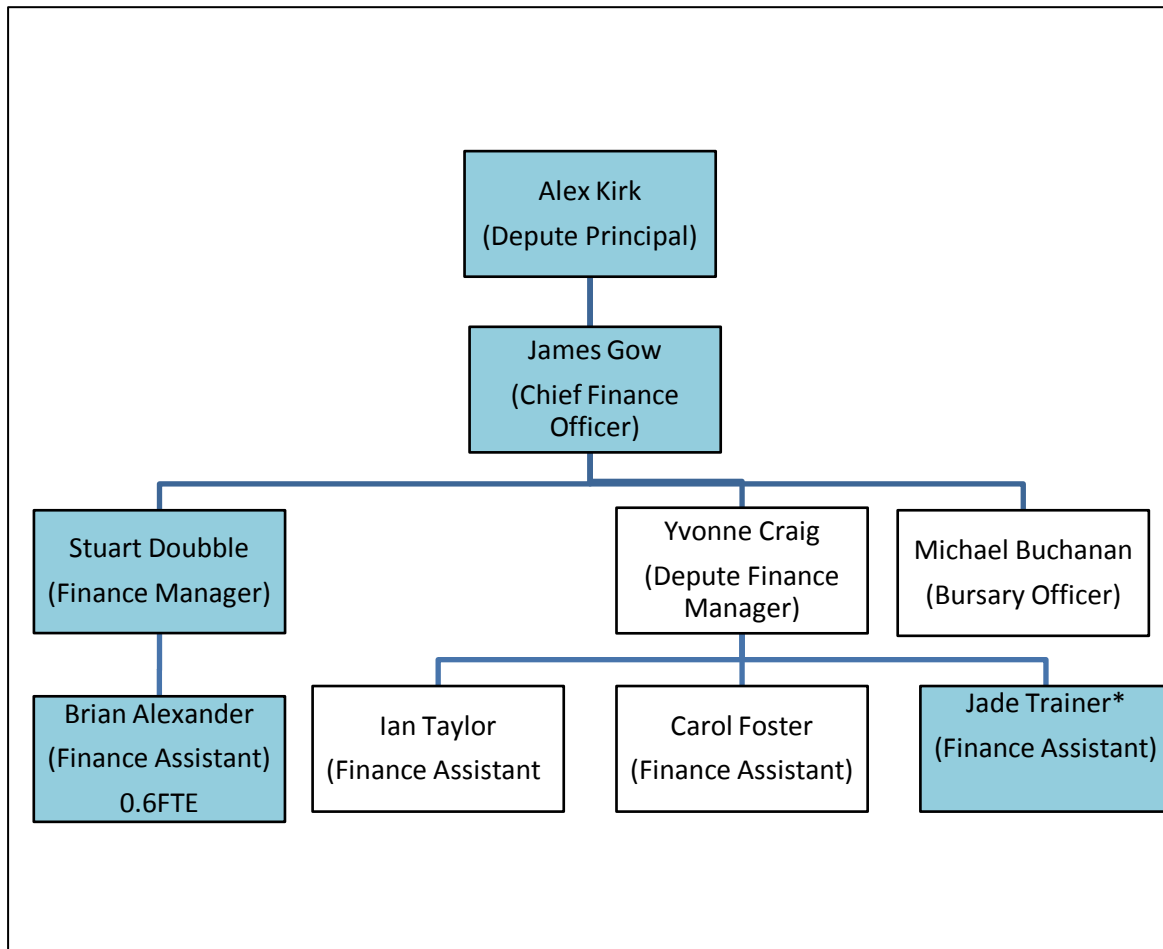 Alex Kirk
(Depute Principal)
James Gow
(Chief Finance
Officer)
Stuart Doubble
(Finance Manager)
Yvonne Craig
(Depute Finance
Manager)
Michael Buchanan
(Bursary Officer)
Brian Alexander
(Finance Assistant)
0.6FTE
Ian Taylor
(Finance Assistant
Carol Foster
(Finance Assistant)
Jade Trainer*
(Finance Assistant)